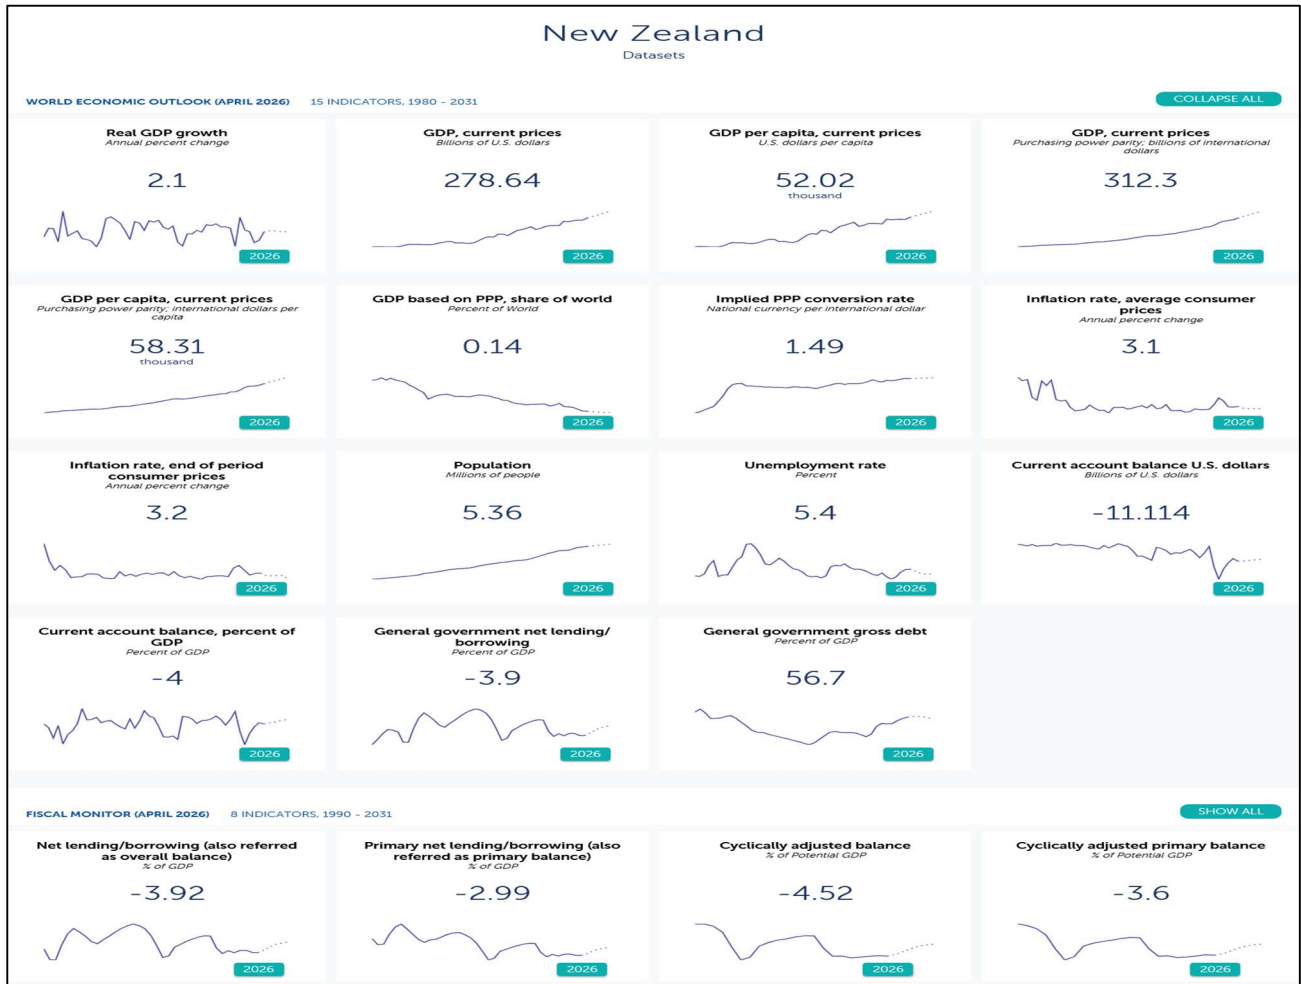 New Zealand
Datasets
WORLD ECONOMIC OUTLOOK (APRIL 2026) 15 INDICATORS, 1980 - 2031
COLLAPSE ALL
Real GDP growth
Annual percent change
2.1
2026
GDP, current prices
Billions of U.S. dollars
278.64
2026
GDP per capita, current prices
U.S. dollars per capita
52.02
thousand
2026
GDP, current prices
Purchasing power parity; billions of international
dollars
312.3
2026
GDP per capita, current prices
Purchasing power parity; international dollars per
capita
58.31
thousand
2026
GDP based on PPP, share of world
Percent of World
0.14
2026
Implied PPP conversion rate
National currency per international dollar
1.49
2026
Inflation rate, average consumer
prices
Annual percent change
3.1
2026
Inflation rate, end of period
consumer prices
Annual percent change
3.2
2026
Population
Millions of people
5.36
2026
Unemployment rate
Percent
5.4
2026
Current account balance U.S. dollars
Billions of U.S. dollars
-11.114
2026
Current account balance, percent of
GDP
Percent of GDP
-4
2026
General government net lending/
borrowing
Percent of GDP
-3.9
2026
General government gross debt
Percent of GDP
56.7
2026
FISCAL MONITOR (APRIL 2026) 8 INDICATORS, 1990 - 2031
SHOW ALL
Net lending/borrowing (also referred
as overall balance)
% of GDP
-3.92
2026
Primary net lending/borrowing (also
referred as primary balance)
% of GDP
-2.99
2026
Cyclically adjusted balance
% of Potential GDP
-4.52
2026
Cyclically adjusted primary balance
% of Potential GDP
-3.6
2026